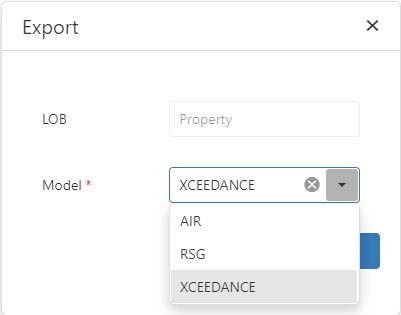 Export
LOB
Property
Model *
XCEEDANCE
AIR
RSG
XCEEDANCE